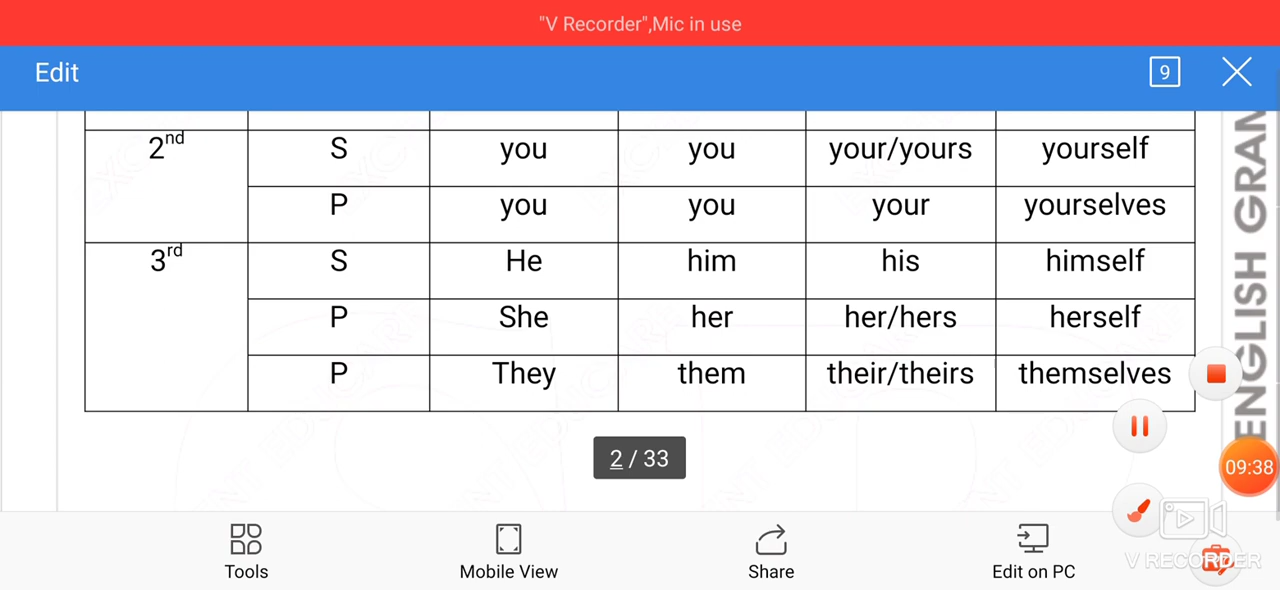 "V Recorder",Mic in use
Edit 9
2nd S you you your/yours yourself
P you you your yourselves
3rd S He him his himself
P She her her/hers herself
P They them their/theirs themselves
ENGLISH GRAN
2 / 33
09:38
V RECORDER
Tools Mobile View Share Edit on PC